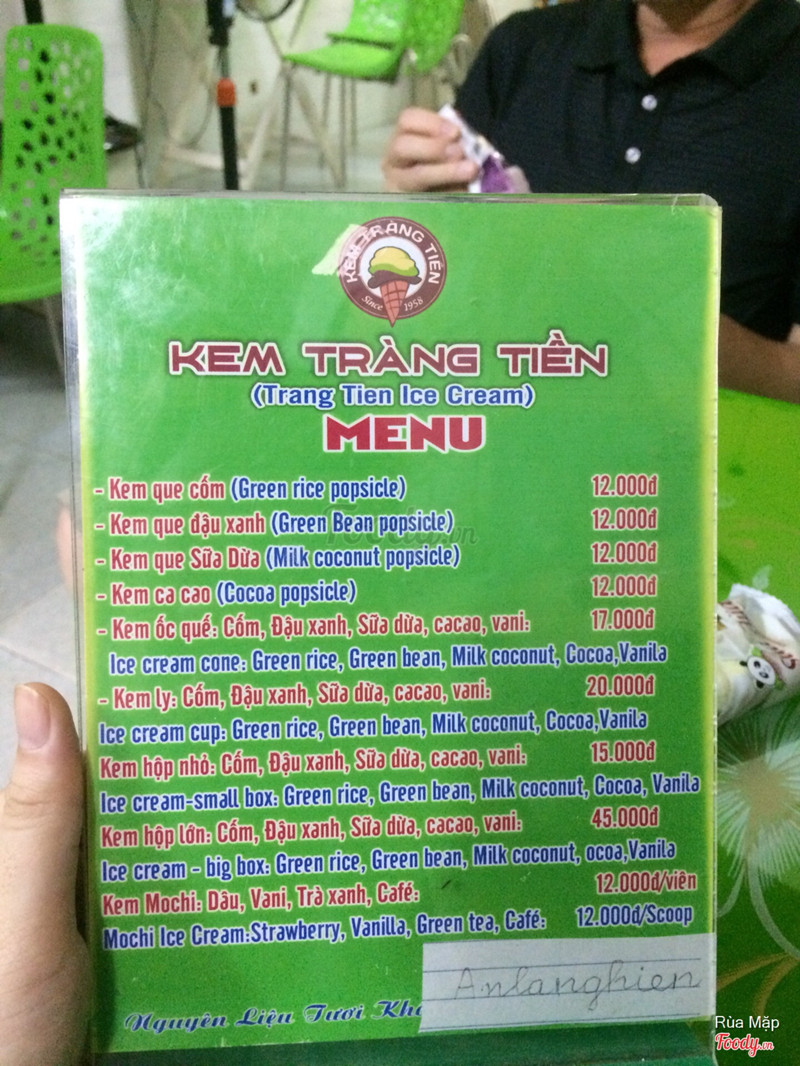 KEM TRÀNG TIỀN
Since 1958
KEM TRÀNG TIỀN
(Trang Tien Ice Cream)
MENU
- Kem que cốm (Green rice popsicle) 12.000đ
- Kem que đậu xanh (Green Bean popsicle) 12.000đ
- Kem que Sữa Dừa (Milk coconut popsicle) 12.000đ
- Kem ca cao (Cocoa popsicle) 12.000đ
- Kem ốc quế: Cốm, Đậu xanh, Sữa dừa, cacao, vani: 17.000đ
Ice cream cone: Green rice, Green bean, Milk coconut, Cocoa,Vanila
- Kem ly: Cốm, Đậu xanh, Sữa dừa, cacao, vani: 20.000đ
Ice cream cup: Green rice, Green bean, Milk coconut, Cocoa,Vanila
Kem hộp nhỏ: Cốm, Đậu xanh, Sữa dừa, cacao, vani: 15.000đ
Ice cream-small box: Green rice, Green bean, Milk coconut, Cocoa, Vanila
Kem hộp lớn: Cốm, Đậu xanh, Sữa dừa, cacao, vani: 45.000đ
Ice cream - big box: Green rice, Green bean, Milk coconut, ocoa,Vanila
Kem Mochi: Dâu, Vani, Trà xanh, Café: 12.000đ/viên
Mochi Ice Cream:Strawberry, Vanilla, Green tea, Café: 12.000đ/Scoop
Anlanghien
Nguyên Liệu Tươi
Rùa Mặp
Foody.vn